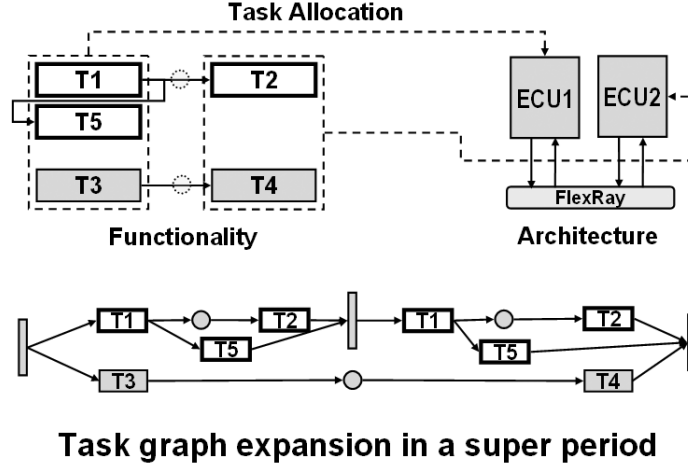 Task Allocation
T1
T2
T5
T3
T4
ECU1
ECU2
FlexRay
Functionality
Architecture
T1
T2
T5
T1
T2
T5
T3
T4
Task graph expansion in a super period